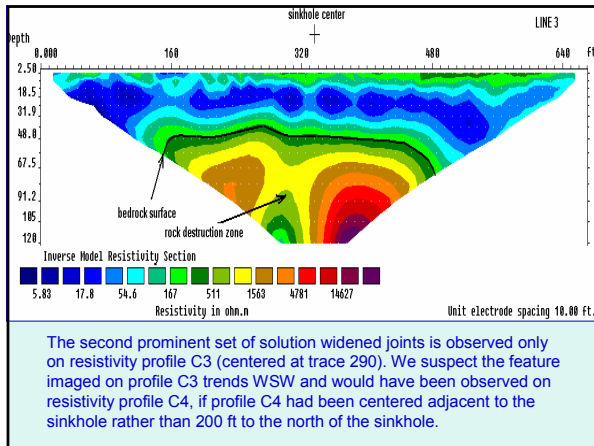 sinkhole center
LINE 3
Depth 0.000 160 320 480 640 ft.
2.50
18.5
31.9
48.8
67.5
91.2
105
120
bedrock surface
rock destruction zone
Inverse Model Resistivity Section
5.83 17.8 54.6 167 511 1563 4781 14627
Resistivity in ohm.m
Unit electrode spacing 10.00 ft.
The second prominent set of solution widened joints is observed only
on resistivity profile C3 (centered at trace 290). We suspect the feature
imaged on profile C3 trends WSW and would have been observed on
resistivity profile C4, if profile C4 had been centered adjacent to the
sinkhole rather than 200 ft to the north of the sinkhole.